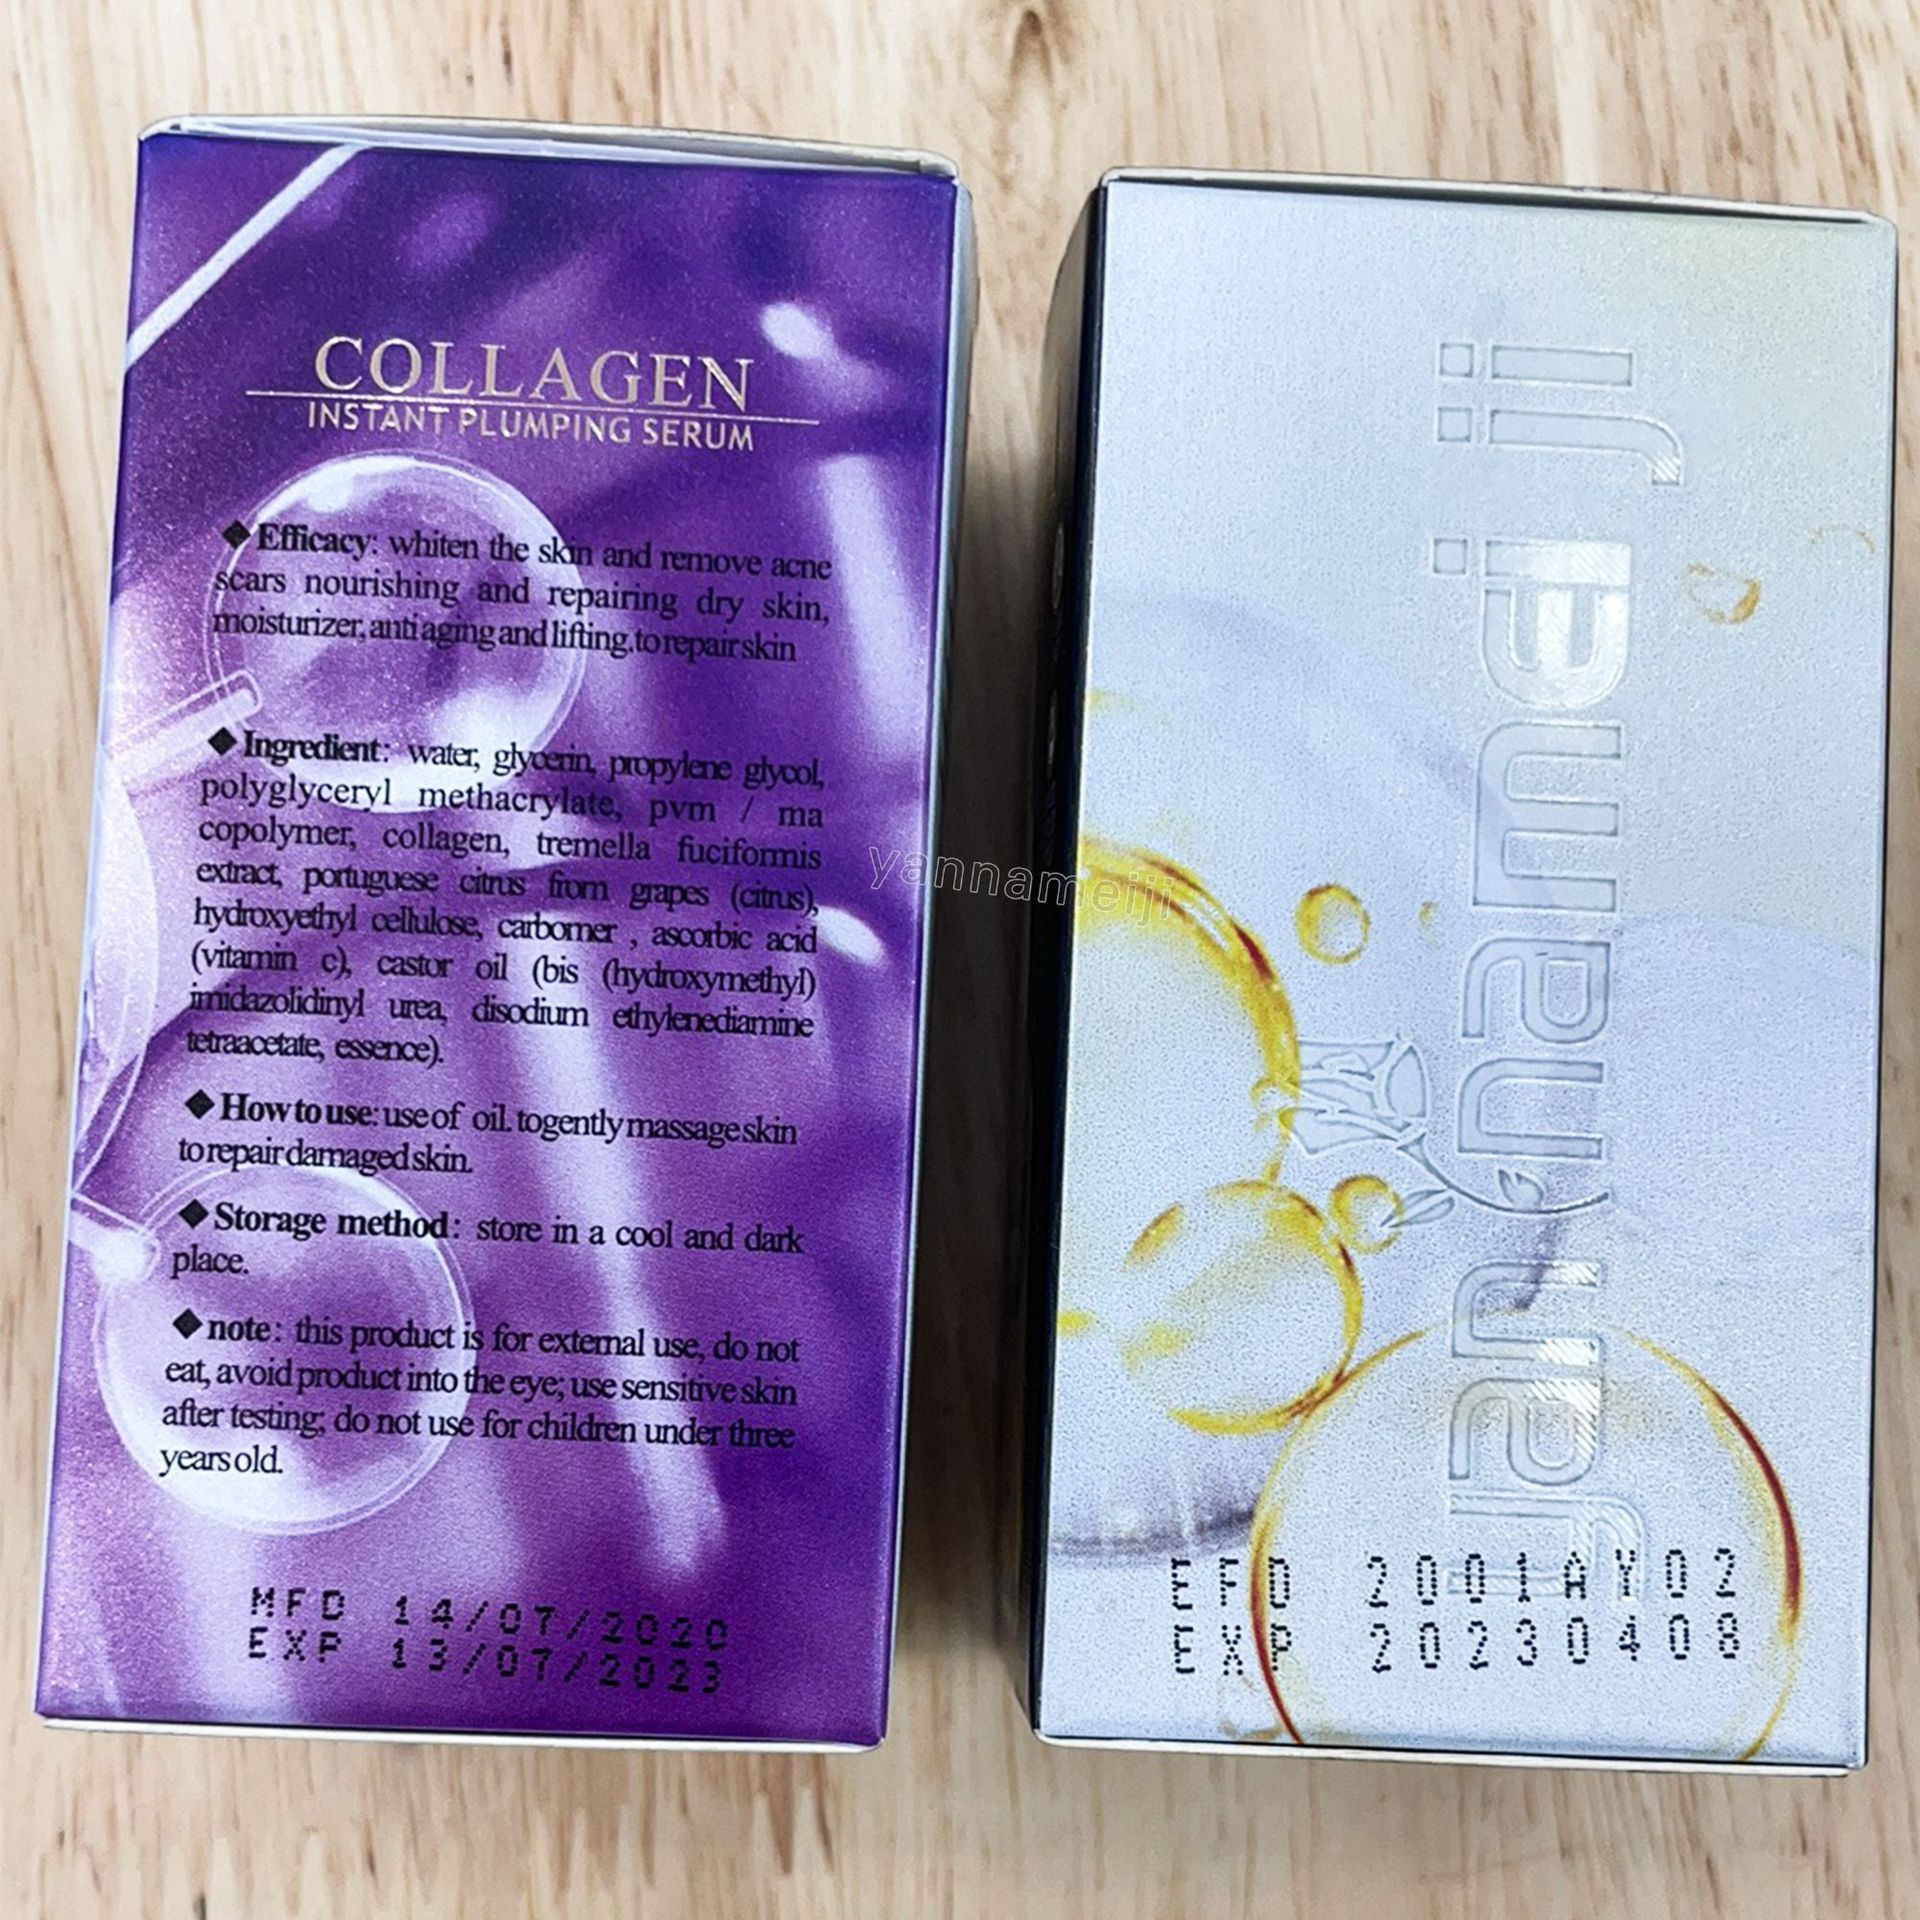 COLLAGEN
INSTANT PLUMPING SERUM
◆Efficacy: whiten the skin and remove acne
scars nourishing and repairing dry skin,
moisturizer, anti aging and lifting. to repair skin
◆Ingredient: water, glycerin, propylene glycol,
polyglyceryl methacrylate, pvm / ma
copolymer, collagen, tremella fuciformis
extract, portuguese citrus from grapes (citrus),
hydroxyethyl cellulose, carbomer , ascorbic acid
(vitamin c), castor oil (bis (hydroxymethyl)
imidazolidinyl urea, disodium ethylenediamine
tetraacetate, essence).
◆How to use: use of oil. to gently massage skin
to repair damaged skin.
◆Storage method: store in a cool and dark
place.
◆note: this product is for external use, do not
eat, avoid product into the eye; use sensitive skin
after testing; do not use for children under three
years old.
MFD 14/07/2020
EXP 13/07/2023
yannameiji
EFD 2001AY02
EXP 20230408